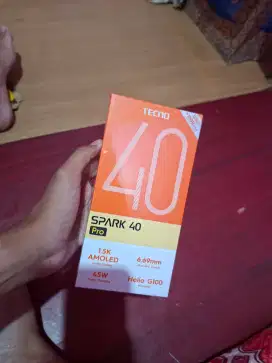 TECNO
40
SPARK 40
Pro
1.5K
AMOLED
6.69mm
45W
Helio G100